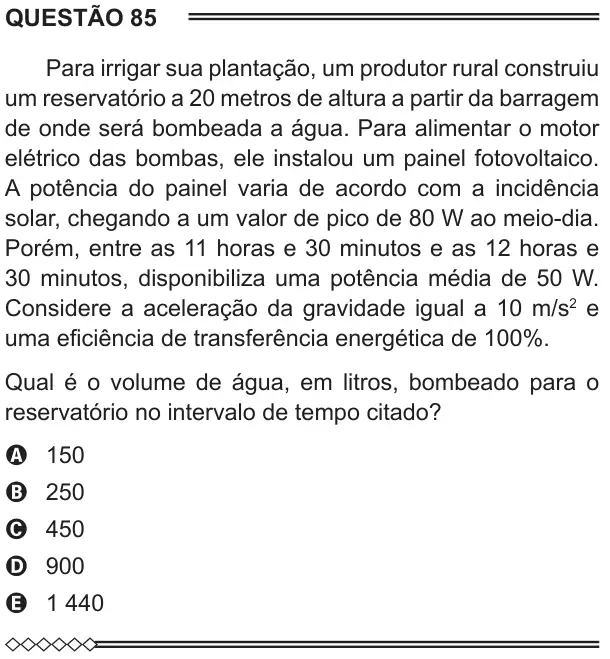 QUESTÃO 85
Para irrigar sua plantação, um produtor rural construiu
um reservatório a 20 metros de altura a partir da barragem
de onde será bombeada a água. Para alimentar o motor
elétrico das bombas, ele instalou um painel fotovoltaico.
A potência do painel varia de acordo com a incidência
solar, chegando a um valor de pico de 80 W ao meio-dia.
Porém, entre as 11 horas e 30 minutos e as 12 horas e
30 minutos, disponibiliza uma potência média de 50 W.
Considere a aceleração da gravidade igual a 10 m/s² e
uma eficiência de transferência energética de 100%.
Qual é o volume de água, em litros, bombeado para o
reservatório no intervalo de tempo citado?
A 150
B 250
C 450
D 900
E 1 440